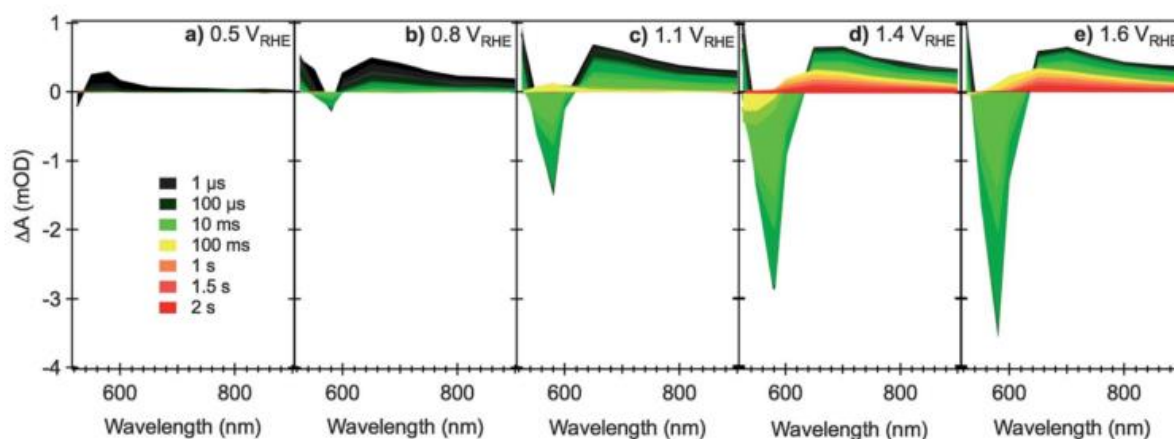 a) 0.5 V_RHE
b) 0.8 V_RHE
c) 1.1 V_RHE
d) 1.4 V_RHE
e) 1.6 V_RHE
1
0
-1
-2
-3
-4
ΔA (mOD)
1 µs
100 µs
10 ms
100 ms
1 s
1.5 s
2 s
600 800
600 800
600 800
600 800
600 800
Wavelength (nm)
Wavelength (nm)
Wavelength (nm)
Wavelength (nm)
Wavelength (nm)